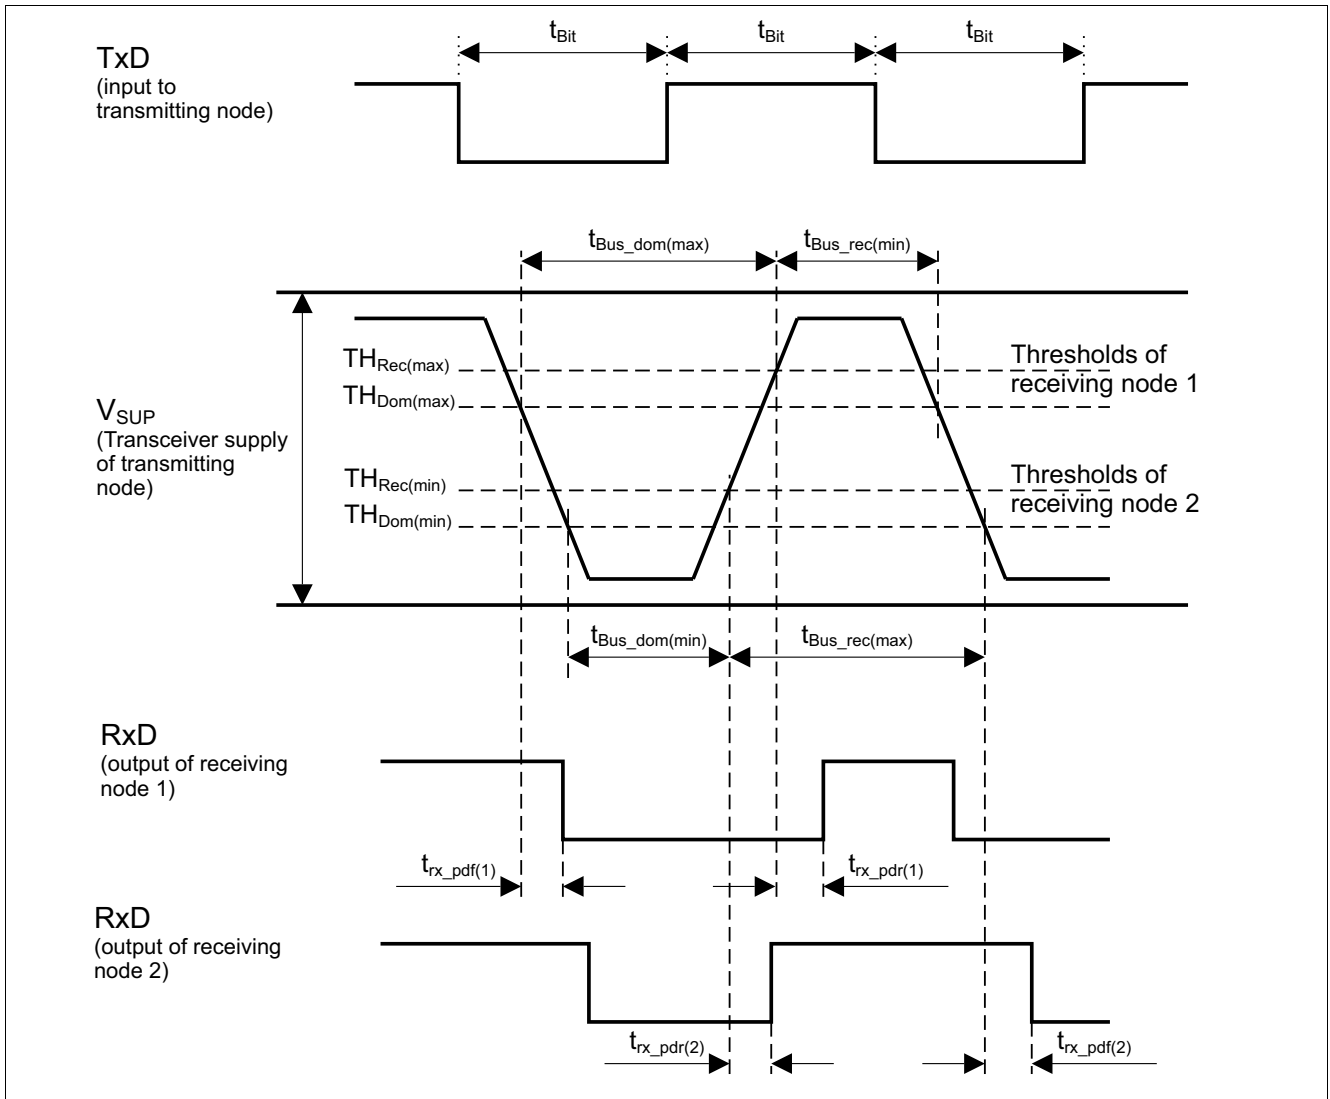 TxD
(input to
transmitting node)
tBit
tBit
tBit
tBus_dom(max)
tBus_rec(min)
VSUP
(Transceiver supply
of transmitting
node)
THRec(max)
THDom(max)
THRec(min)
THDom(min)
Thresholds of
receiving node 1
Thresholds of
receiving node 2
tBus_dom(min)
tBus_rec(max)
RxD
(output of receiving
node 1)
trx_pdf(1)
trx_pdr(1)
RxD
(output of receiving
node 2)
trx_pdr(2)
trx_pdf(2)